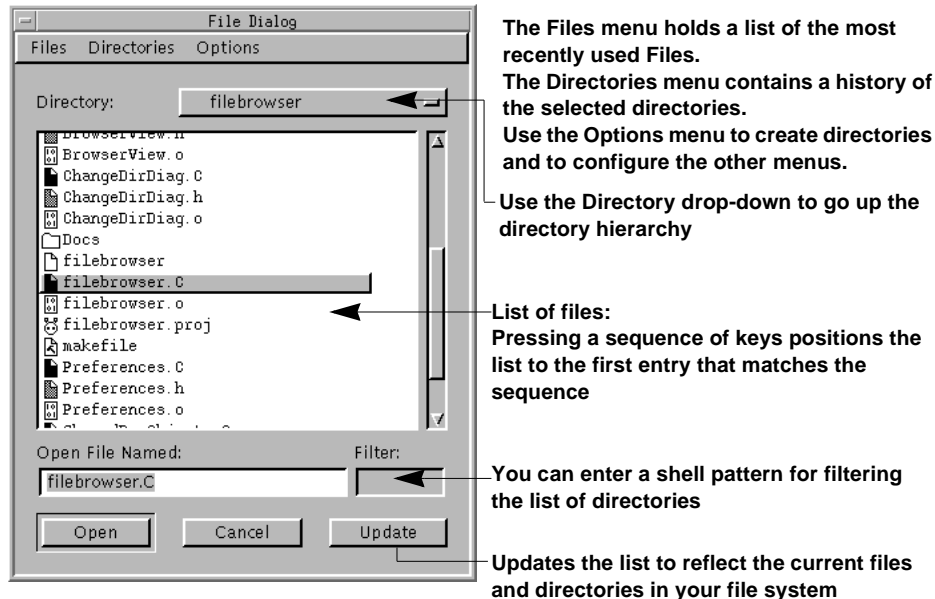 File Dialog
Files Directories Options
Directory: filebrowser
BrowserView.h
BrowserView.o
ChangeDirDiag.C
ChangeDirDiag.h
ChangeDirDiag.o
Docs
filebrowser
filebrowser.C
filebrowser.o
filebrowser.proj
makefile
Preferences.C
Preferences.h
Preferences.o
Open File Named: Filter:
filebrowser.C
Open Cancel Update
The Files menu holds a list of the most
recently used Files.
The Directories menu contains a history of
the selected directories.
Use the Options menu to create directories
and to configure the other menus.
Use the Directory drop-down to go up the
directory hierarchy
List of files:
Pressing a sequence of keys positions the
list to the first entry that matches the
sequence
You can enter a shell pattern for filtering
the list of directories
Updates the list to reflect the current files
and directories in your file system